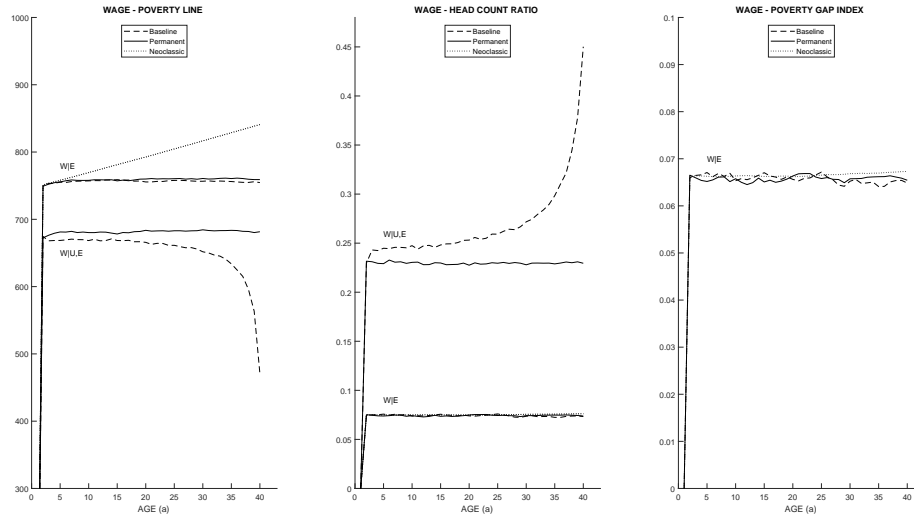 WAGE - POVERTY LINE
1000
900
800
700
600
500
400
300
0
5
10
15
20
25
30
35
40
AGE (a)
Baseline
Permanent
Neoclassic
W|E
W|U,E
WAGE - HEAD COUNT RATIO
0.45
0.4
0.35
0.3
0.25
0.2
0.15
0.1
0.05
0
0
5
10
15
20
25
30
35
40
AGE (a)
Baseline
Permanent
Neoclassic
W|U,E
W|E
WAGE - POVERTY GAP INDEX
0.1
0.09
0.08
0.07
0.06
0.05
0.04
0.03
0.02
0.01
0
0
5
10
15
20
25
30
35
40
AGE (a)
Baseline
Permanent
Neoclassic
W|E